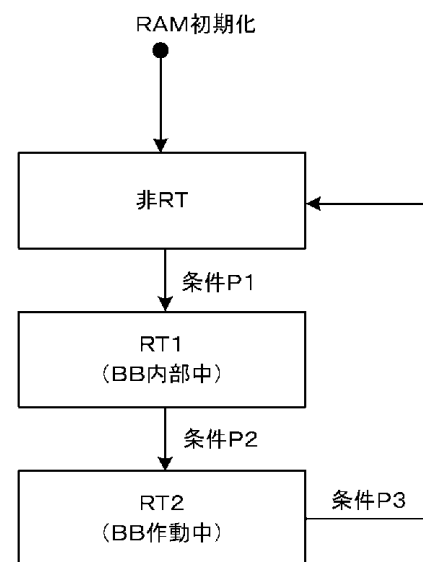 RAM初期化
非RT
条件P1
RT1
(BB内部中)
条件P2
RT2
(BB作動中)
条件P3